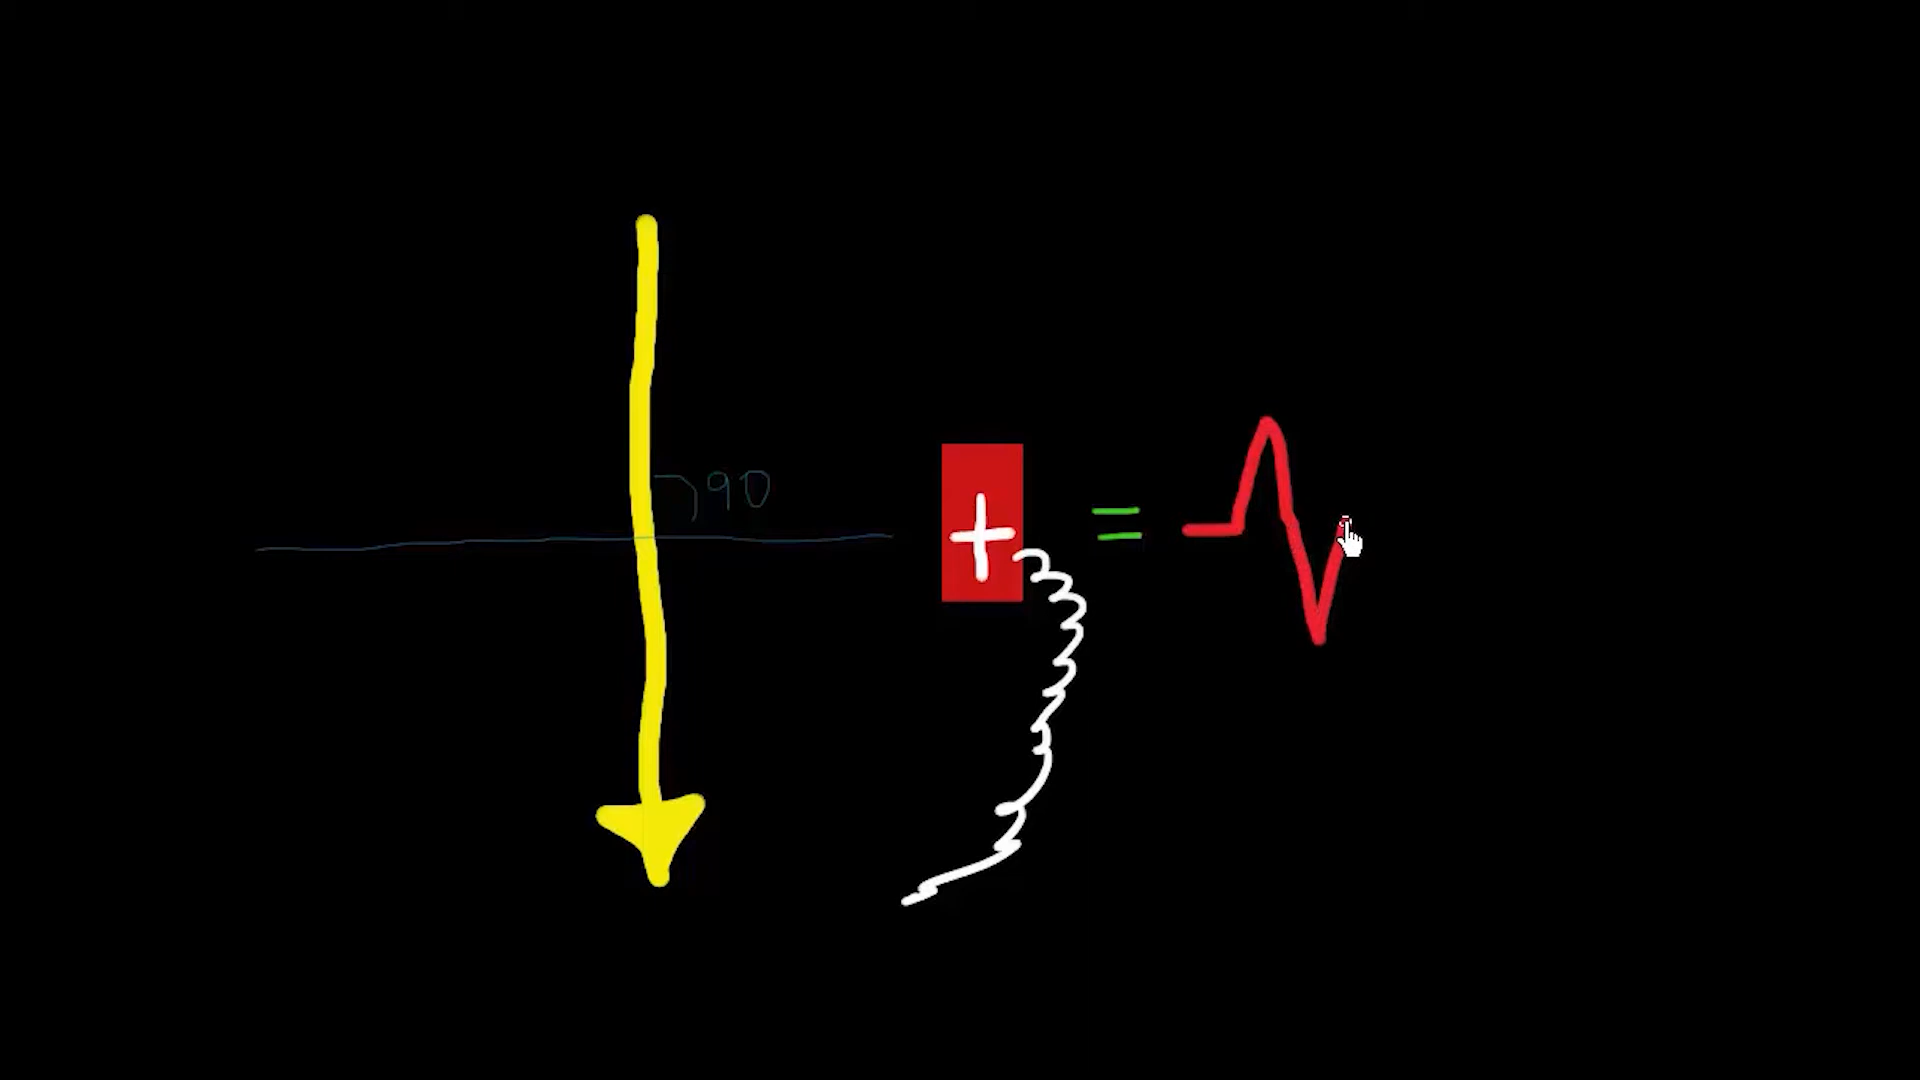 90
+ =